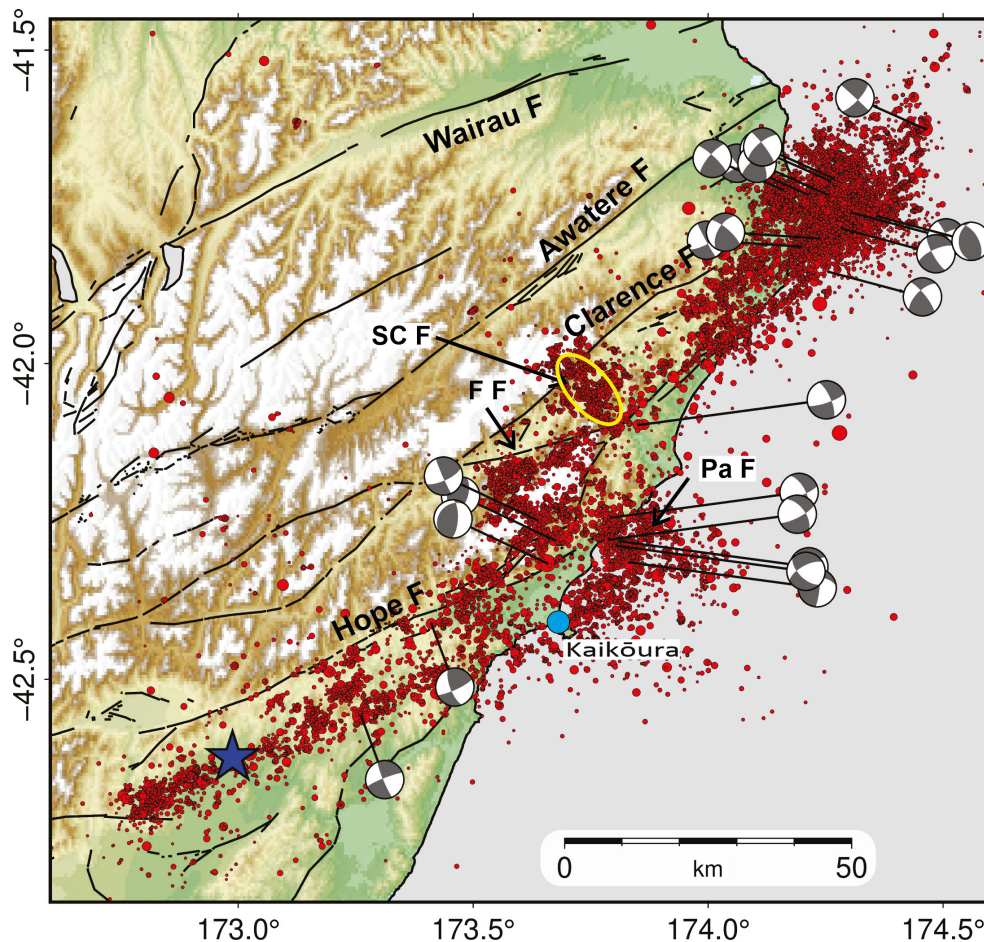 −41.5°
Wairau F
Awatere F
Clarence F
SC F
−42.0°
F F
Pa F
Hope F
Kaikōura
−42.5°
0
50
km
173.0°
173.5°
174.0°
174.5°